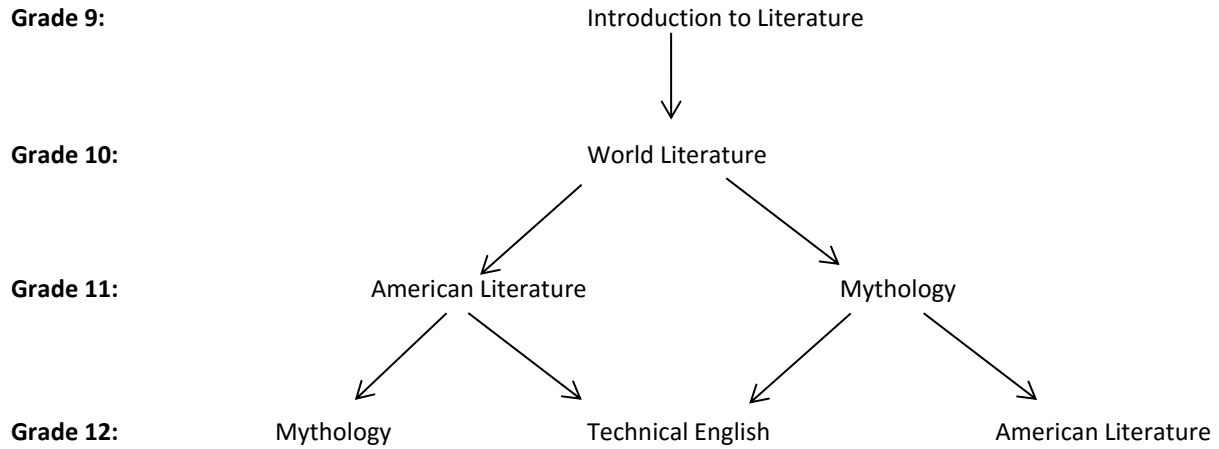 Grade 9: Introduction to Literature
Grade 10: World Literature
Grade 11: American Literature Mythology
Grade 12: Mythology Technical English American Literature